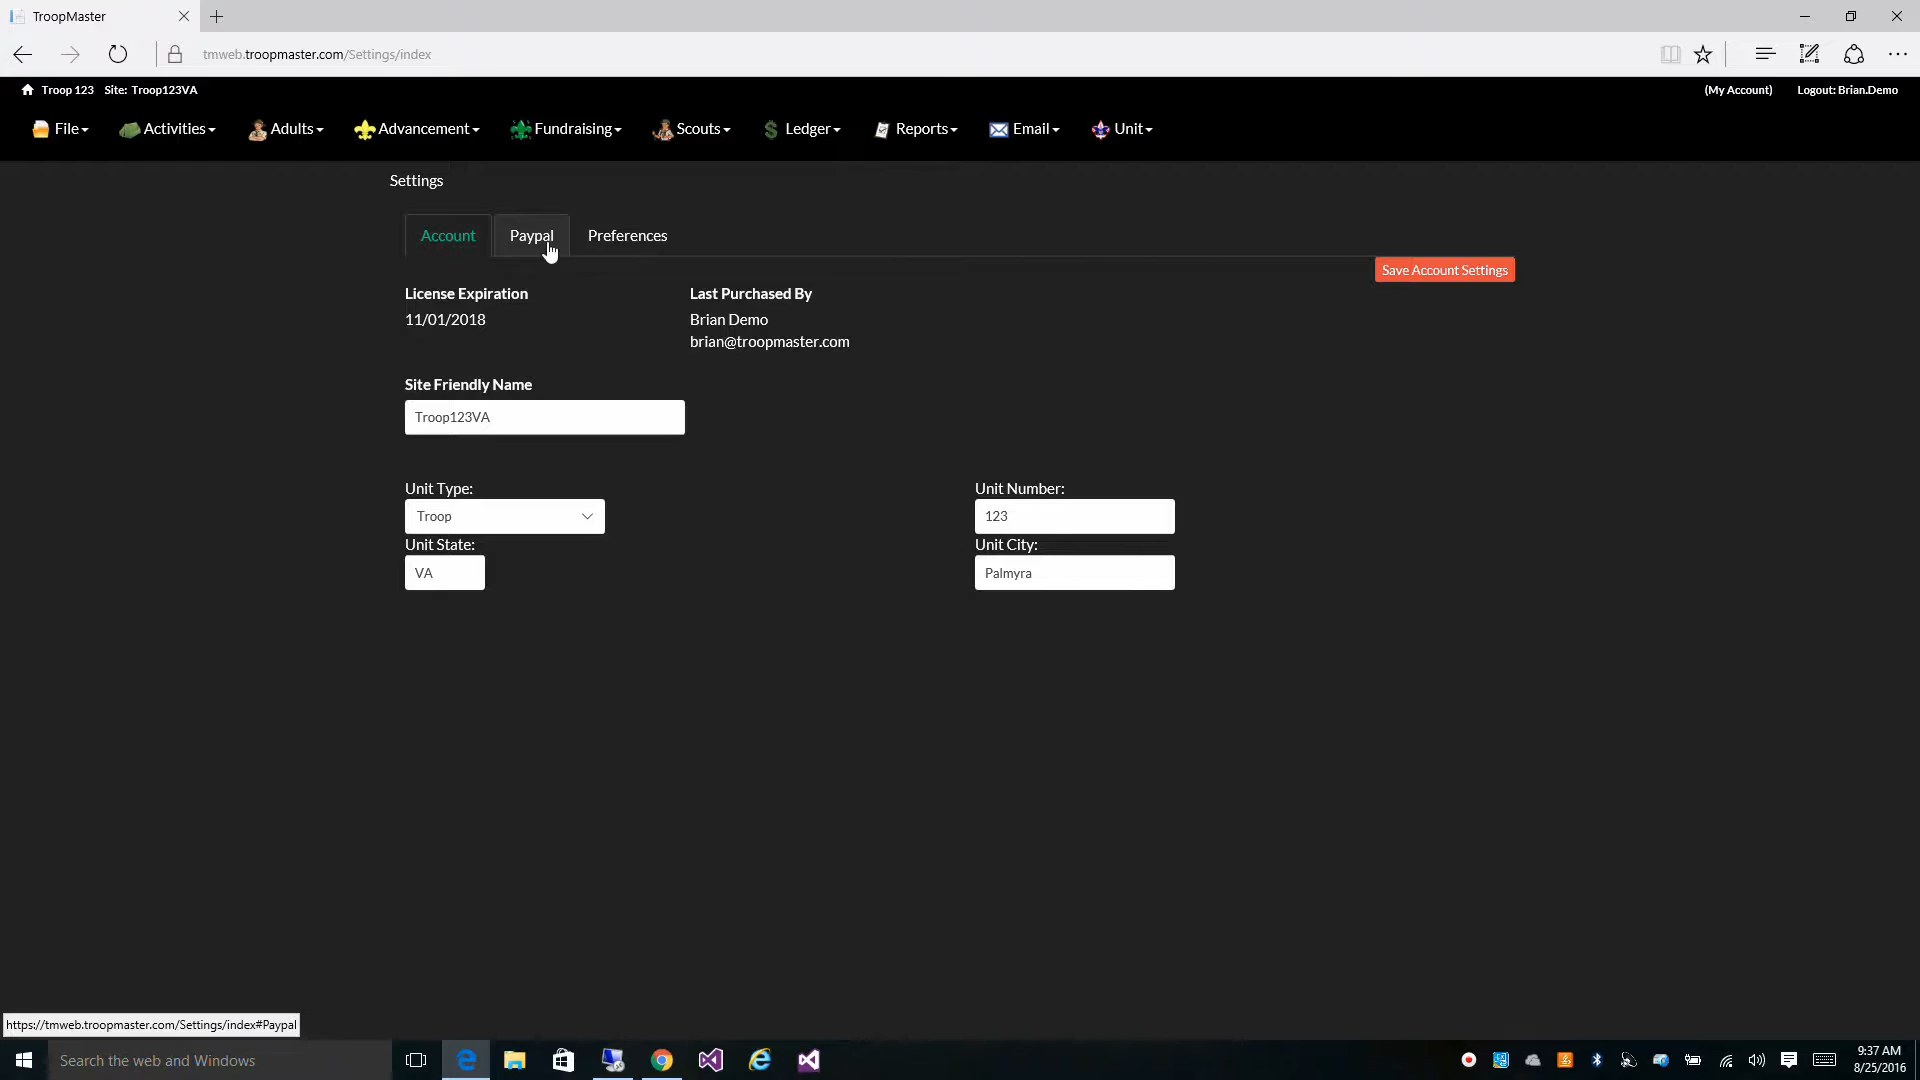 TroopMaster
tmweb.troopmaster.com/Settings/index
Troop 123 Site: Troop123VA (My Account) Logout: Brian.Demo
File Activities Adults Advancement Fundraising Scouts Ledger Reports Email Unit
Settings
Account Paypal Preferences
Save Account Settings
License Expiration Last Purchased By
11/01/2018 Brian Demo
brian@troopmaster.com
Site Friendly Name
Troop123VA
Unit Type: Unit Number:
Troop 123
Unit State: Unit City:
VA Palmyra
https://tmweb.troopmaster.com/Settings/index#Paypal
Search the web and Windows
9:37 AM
8/25/2016